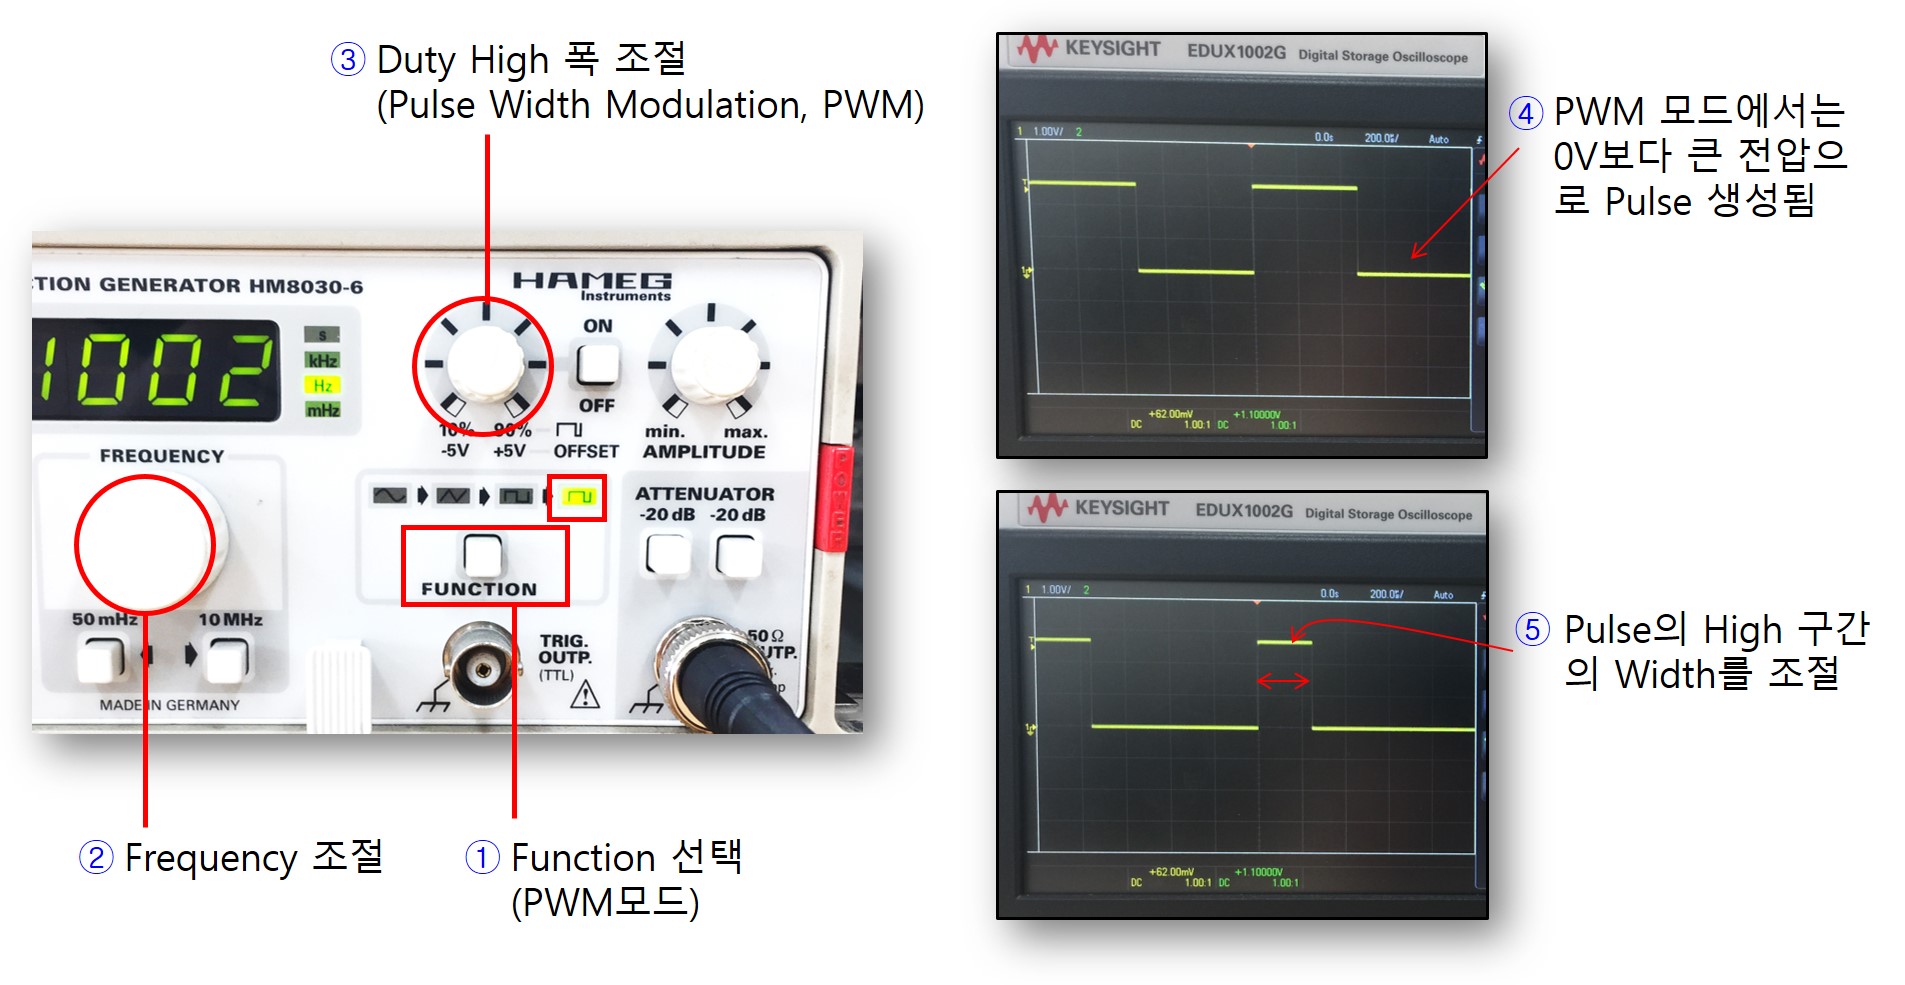 ③ Duty High 폭 조절
(Pulse Width Modulation, PWM)
CTION GENERATOR HM8030-6
HAMEG
Instruments
1002
s
kHz
Hz
mHz
ON
OFF
10% 90%
-5V +5V OFFSET
min. max.
AMPLITUDE
FREQUENCY
ATTENUATOR
-20 dB -20 dB
POWER
FUNCTION
50 mHz 10 MHz
TRIG.
OUTP.
(TTL)
50 Ω
UTP.
MADE IN GERMANY
② Frequency 조절
① Function 선택
(PWM모드)
KEYSIGHT EDUX1002G Digital Storage Oscilloscope
1 1.00V/ 2 0.0s 200.0㎲/ Auto
+62.00mV +1.10000V
DC 1.00:1 DC 1.00:1
④ PWM 모드에서는
0V보다 큰 전압으
로 Pulse 생성됨
KEYSIGHT EDUX1002G Digital Storage Oscilloscope
1 1.00V/ 2 0.0s 200.0㎲/ Auto
+62.00mV +1.10000V
DC 1.00:1 DC 1.00:1
⑤ Pulse의 High 구간
의 Width를 조절